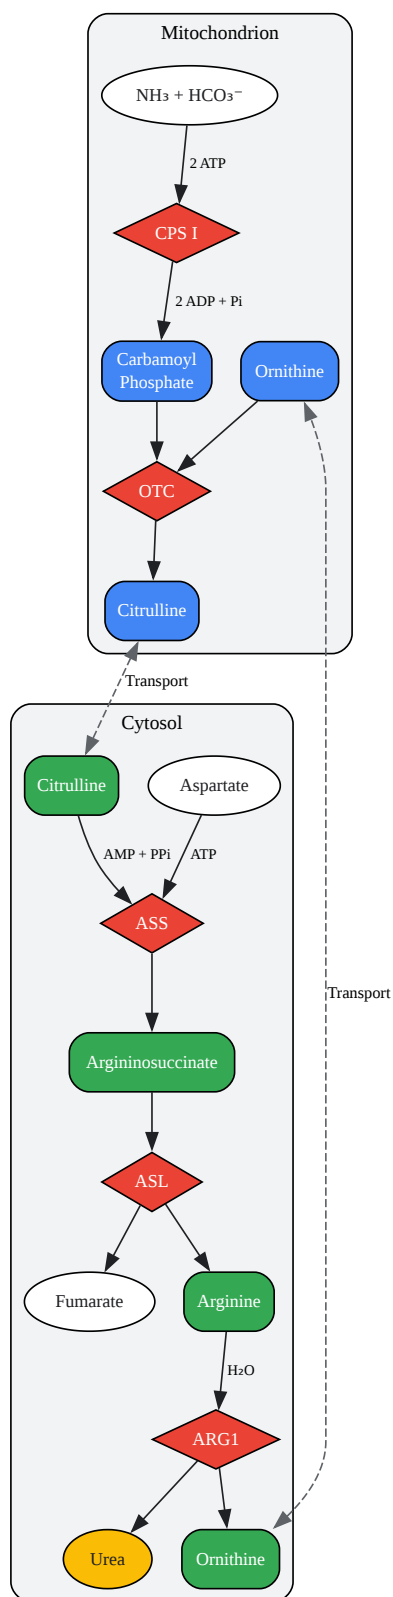 Mitochondrion
NH₃ + HCO₃⁻
2 ATP
CPS I
2 ADP + Pi
Carbamoyl
Phosphate
Ornithine
OTC
Citrulline
Transport
Cytosol
Citrulline
Aspartate
AMP + PPi
ATP
ASS
Transport
Argininosuccinate
ASL
Fumarate
Arginine
H₂O
ARG1
Urea
Ornithine